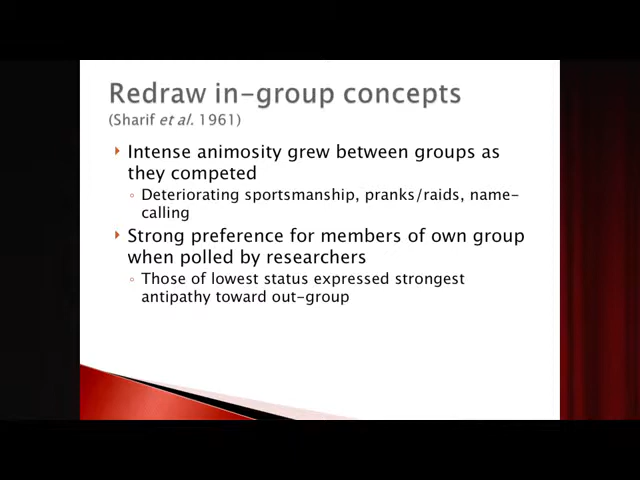 Redraw in-group concepts
(Sharif et al. 1961)
Intense animosity grew between groups as
they competed
Deteriorating sportsmanship, pranks/raids, name-
calling
Strong preference for members of own group
when polled by researchers
Those of lowest status expressed strongest
antipathy toward out-group